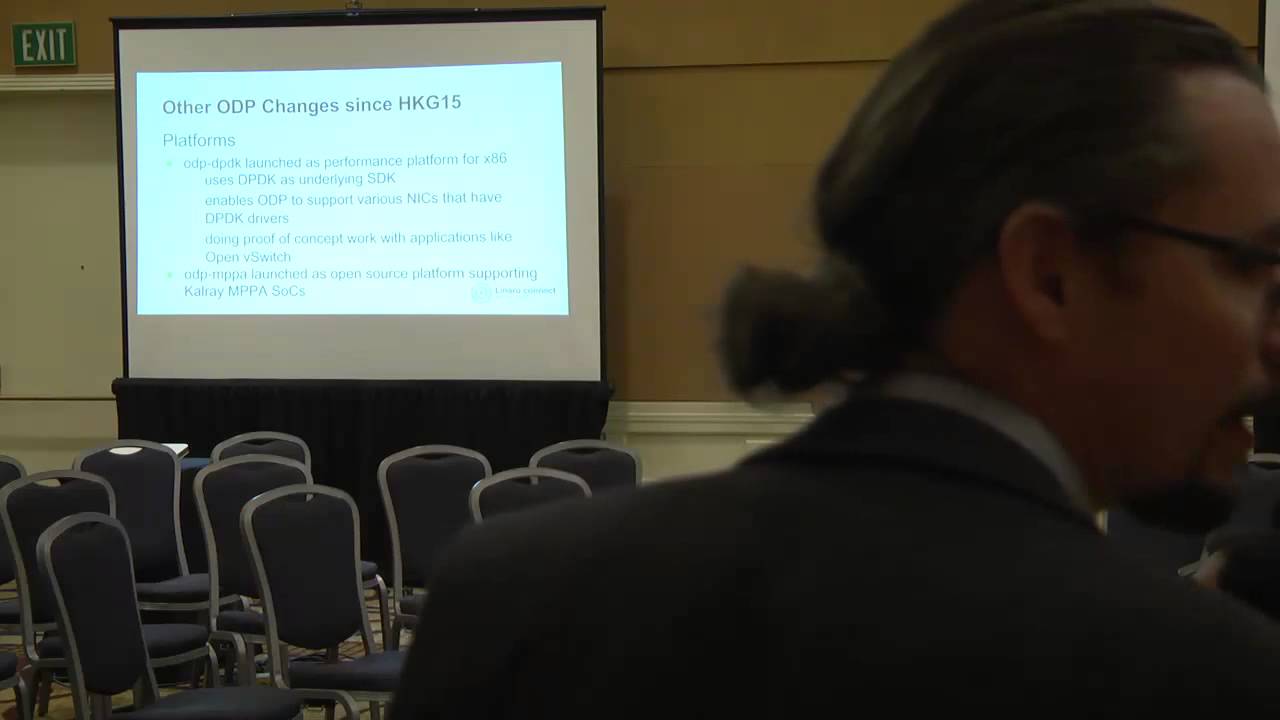 EXIT
Other ODP Changes since HKG15
Platforms
odp-dpdk launched as performance platform for x86
uses DPDK as underlying SDK
enables ODP to support various NICs that have
DPDK drivers
doing proof of concept work with applications like
Open vSwitch
odp-mppa launched as open source platform supporting
Kalray MPPA SoCs
Linaro connect